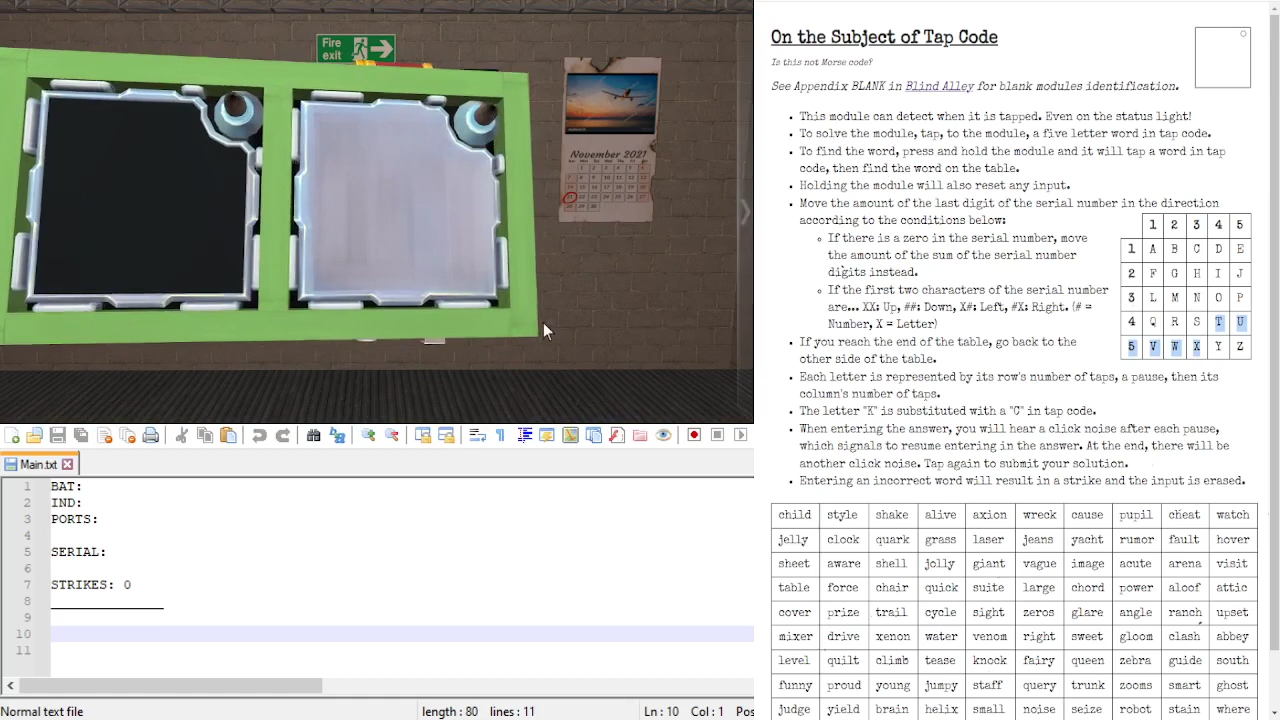 Fire
exit
November 2021
On the Subject of Tap Code
Is this not Morse code?
See Appendix BLANK in Blind Alley for blank modules identification.
This module can detect when it is tapped. Even on the status light!
To solve the module, tap, to the module, a five letter word in tap code.
To find the word, press and hold the module and it will tap a word in tap
code, then find the word on the table.
Holding the module will also reset any input.
Move the amount of the last digit of the serial number in the direction
according to the conditions below:
If there is a zero in the serial number, move
the amount of the sum of the serial number
digits instead.
If the first two characters of the serial number
are... XX: Up, ##: Down, X#: Left, #X: Right. (# =
Number, X = Letter)
If you reach the end of the table, go back to the
other side of the table.
1 2 3 4 5
1 A B C D E
2 F G H I J
3 L M N O P
4 Q R S T U
5 V W X Y Z
Each letter is represented by its row's number of taps, a pause, then its
column's number of taps.
The letter "K" is substituted with a "C" in tap code.
When entering the answer, you will hear a click noise after each pause,
which signals to resume entering in the answer. At the end, there will be
another click noise. Tap again to submit your solution.
Entering an incorrect word will result in a strike and the input is erased.
child style shake alive axion wreck cause pupil cheat watch
jelly clock quark grass laser jeans yacht rumor fault hover
sheet aware shell jolly giant vague image acute arena visit
table force chair quick suite large chord power aloof attic
cover prize trail cycle sight zeros glare angle ranch upset
mixer drive xenon water venom right sweet gloom clash abbey
level quilt climb tease knock fairy queen zebra guide south
funny proud young jumpy staff query trunk zooms smart ghost
judge yield brain helix small noise seize robot stain where
Main.txt
1 BAT:
2 IND:
3 PORTS:
4
5 SERIAL:
6
7 STRIKES: 0
8
9
10
11
Normal text file length : 80 lines : 11 Ln : 10 Col : 1 Pos